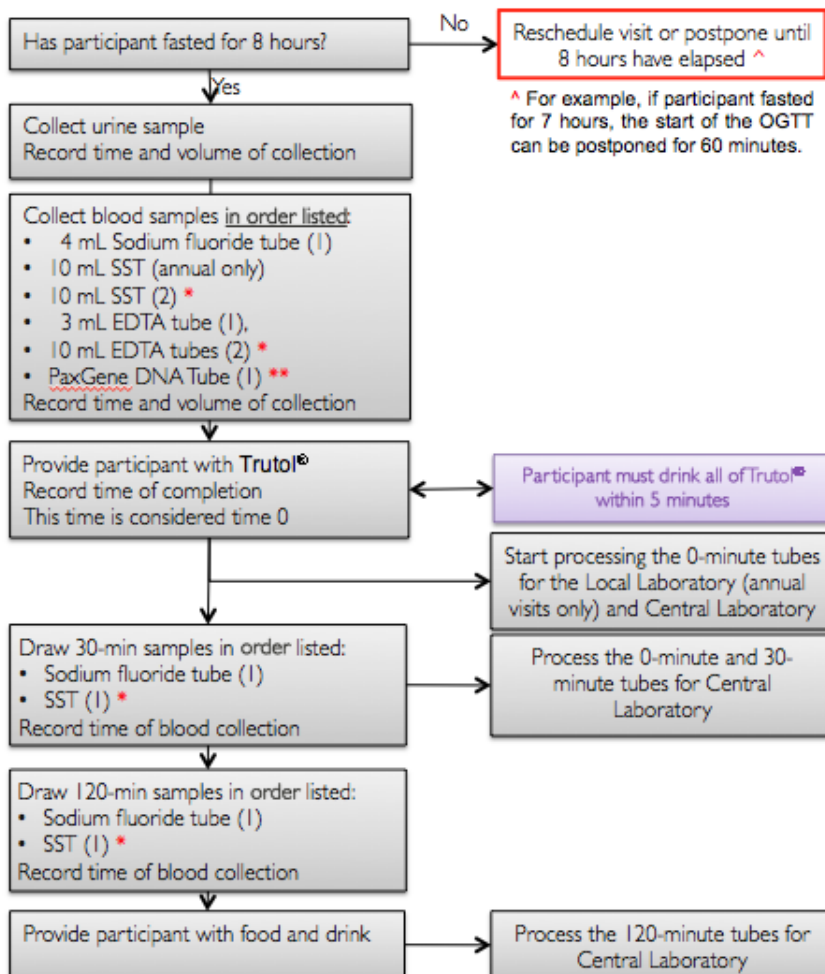 Has participant fasted for 8 hours?
No
Reschedule visit or postpone until
8 hours have elapsed ^
^ For example, if participant fasted
for 7 hours, the start of the OGTT
can be postponed for 60 minutes.
Yes
Collect urine sample
Record time and volume of collection
Collect blood samples in order listed:
• 4 mL Sodium fluoride tube (1)
• 10 mL SST (annual only)
• 10 mL SST (2) *
• 3 mL EDTA tube (1),
• 10 mL EDTA tubes (2) *
• PaxGene DNA Tube (1) **
Record time and volume of collection
Provide participant with Trutol®
Record time of completion
This time is considered time 0
Participant must drink all of Trutol®
within 5 minutes
Start processing the 0-minute tubes
for the Local Laboratory (annual
visits only) and Central Laboratory
Draw 30-min samples in order listed:
• Sodium fluoride tube (1)
• SST (1) *
Record time of blood collection
Process the 0-minute and 30-
minute tubes for Central
Laboratory
Draw 120-min samples in order listed:
• Sodium fluoride tube (1)
• SST (1) *
Record time of blood collection
Provide participant with food and drink
Process the 120-minute tubes for
Central Laboratory